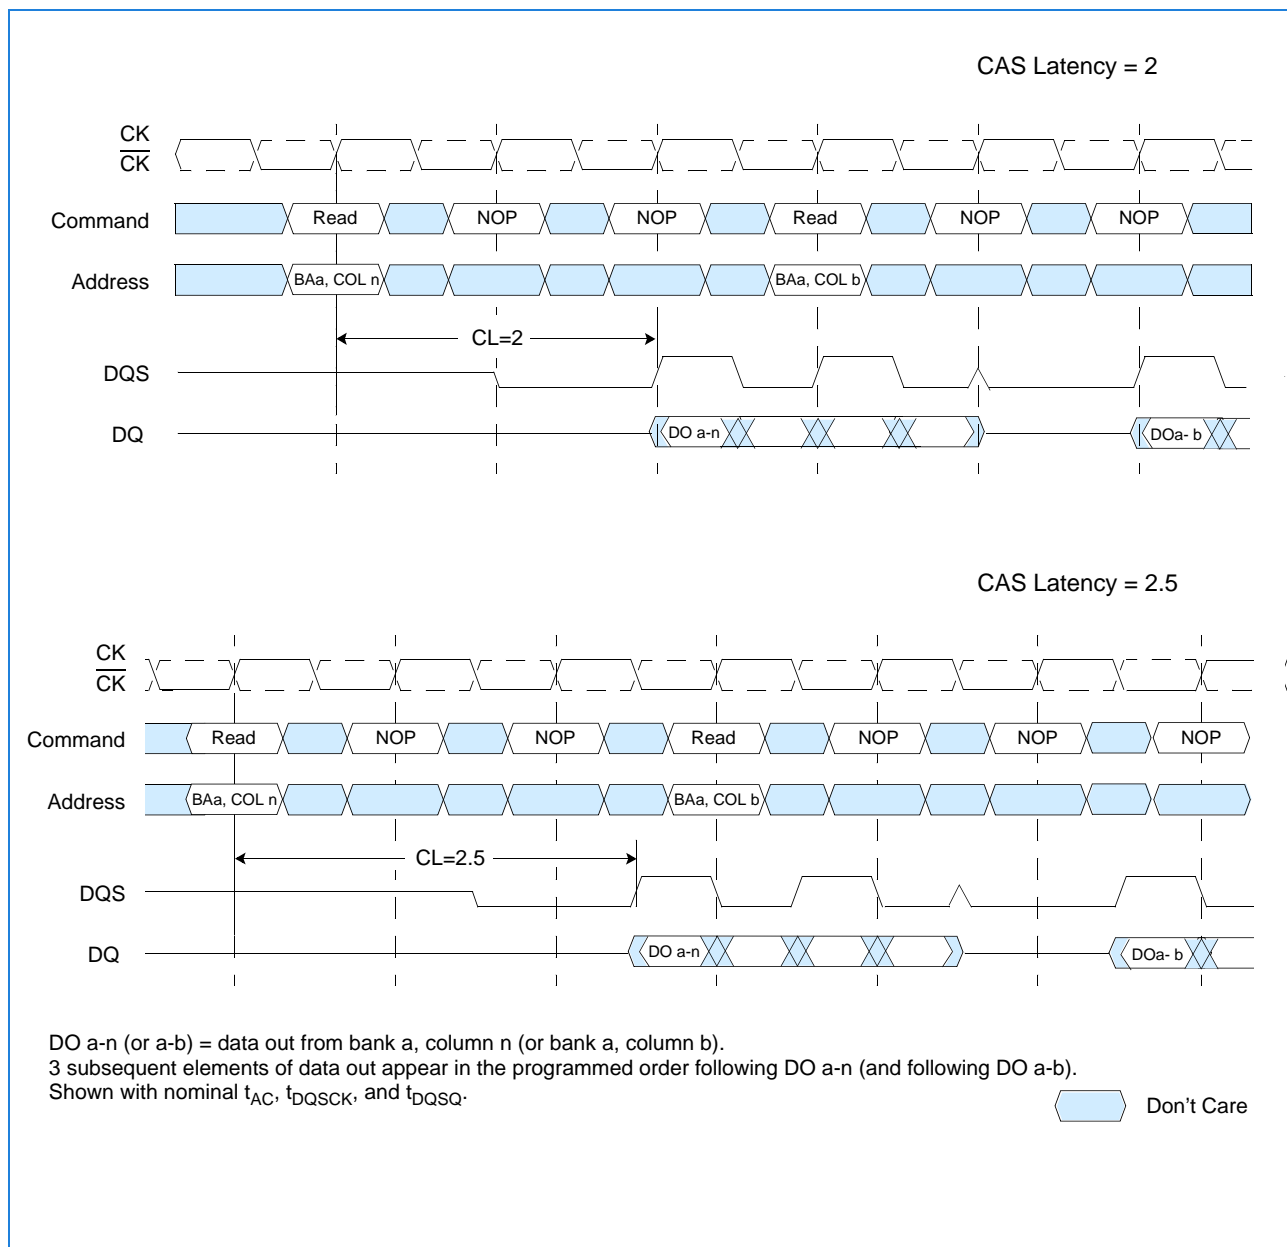 CAS Latency = 2
CK
CK
Command Read NOP NOP Read NOP NOP
Address BAa, COL n BAa, COL b
CL=2
DQS
DQ DO a-n DOa- b
CAS Latency = 2.5
CK
CK
Command Read NOP NOP Read NOP NOP NOP
Address BAa, COL n BAa, COL b
CL=2.5
DQS
DQ DO a-n DOa- b
DO a-n (or a-b) = data out from bank a, column n (or bank a, column b).
3 subsequent elements of data out appear in the programmed order following DO a-n (and following DO a-b).
Shown with nominal tAC, tDQSCK, and tDQSQ.
Don't Care